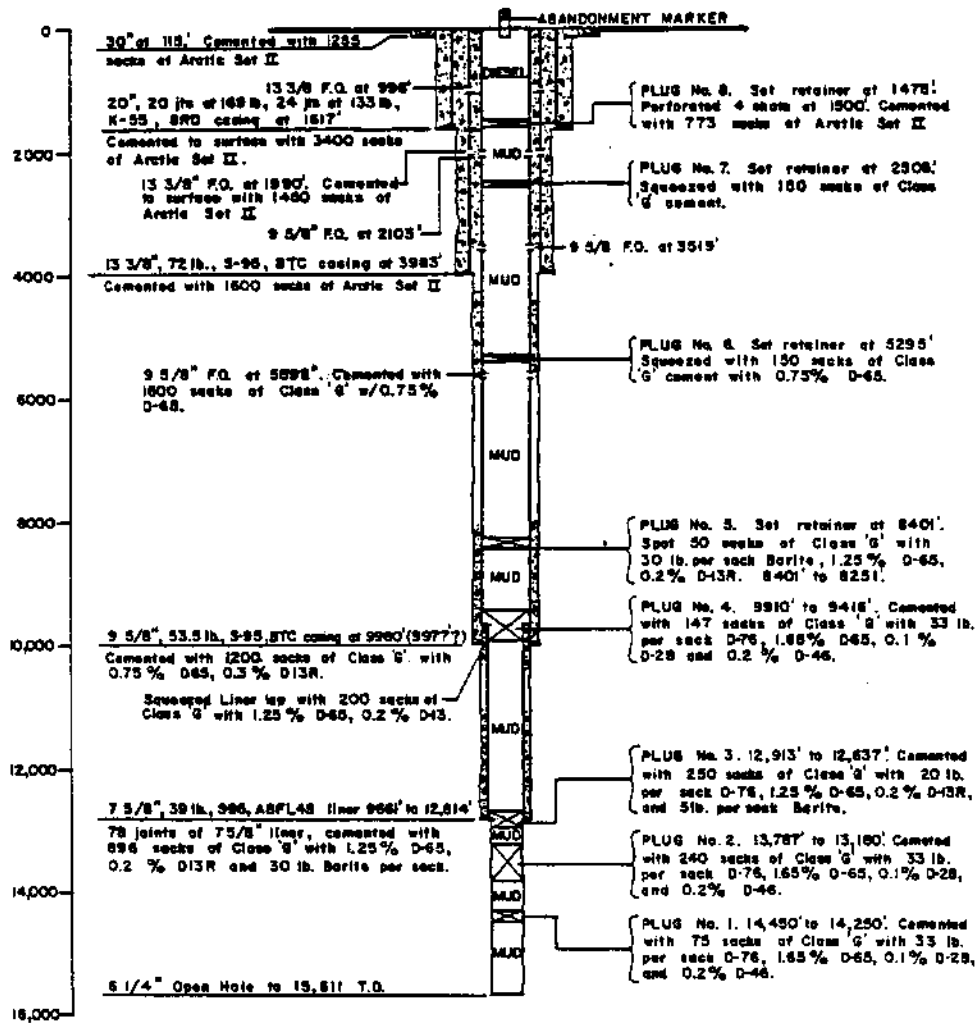 ABANDONMENT MARKER
0
30" at 115'. Cemented with 1255
sacks of Arctic Set II
DIESEL
13 3/8 F.O. at 996'
20", 20 jts at 169 lb, 24 jts at 133 lb,
K-55, BRD casing at 1617'
Cemented to surface with 3400 sacks
of Arctic Set II.
PLUG No. 8. Set retainer at 1478'
Perforated 4 shots at 1500'. Cemented
with 773 sacks of Arctic Set II
2000
MUD
13 3/8" F.O. at 1990'. Cemented
to surface with 1480 sacks of
Arctic Set II
PLUG No. 7. Set retainer at 2508'.
Squeezed with 150 sacks of Class
'G' cement.
9 5/8" F.O. at 2103'
9 5/8 F.O. at 3515'
13 3/8", 72 lb., S-95, BTC casing at 3983'
Cemented with 1600 sacks of Arctic Set II
4000
MUD
PLUG No. 6. Set retainer at 5295'
Squeezed with 150 sacks of Class
'G' cement with 0.75% D-65.
9 5/8" F.O. at Cemented with
1600 sacks of Class 'G' w/0.75%
6000
MUD
8000
PLUG No. 5. Set retainer at 8401'.
Spot 50 sacks of Class 'G' with
30 lb. per sack Barite, 1.25% D-65,
0.2% D-13R. 8401' to 8251'.
MUD
PLUG No. 4. 9910' to 9416'. Cemented
with 147 sacks of Class 'G' with 33 lb.
per sack D-76, D65, 0.1%
D-28 and 0.2% D-46.
9 5/8", 53.5 lb., S-95, BTC casing at 9980' (9977'?)
10,000
Cemented with 1200 sacks of Class 'G' with
0.75% D65, 0.3% D13R.
Squeezed Liner lap with 200 sacks of
Class 'G' with 1.25% D-65, 0.2% D-13.
MUD
12,000
PLUG No. 3. 12,913' to 12,637'. Cemented
with 250 sacks of Class 'G' with 20 lb.
per sack D-76, 1.25% D-65, 0.2% D-13R,
and 5lb. per sack Barite.
7 5/8", 39 lb., S95, ABFL4S liner 9661' to 12,814'
78 joints of 7 5/8" liner, cemented with
896 sacks of Class 'G' with 1.25% D-65,
0.2 % D13R and 30 lb. Barite per sack.
MUD
PLUG No. 2. 13,787' to 13,180'. Cemeted
with 240 sacks of Class 'G' with 33 lb.
per sack D-76, 1.65% D-65, 0.1% D-28,
and 0.2% D-46.
14,000
MUD
PLUG No. 1. 14,450' to 14,250'. Cemented
with 75 sacks of Class 'G' with 33 lb.
per sack D-76, 1.65% D-65, 0.1% D-28,
and 0.2% D-46.
MUD
6 1/4" Open Hole to 15,611 T.D.
16,000